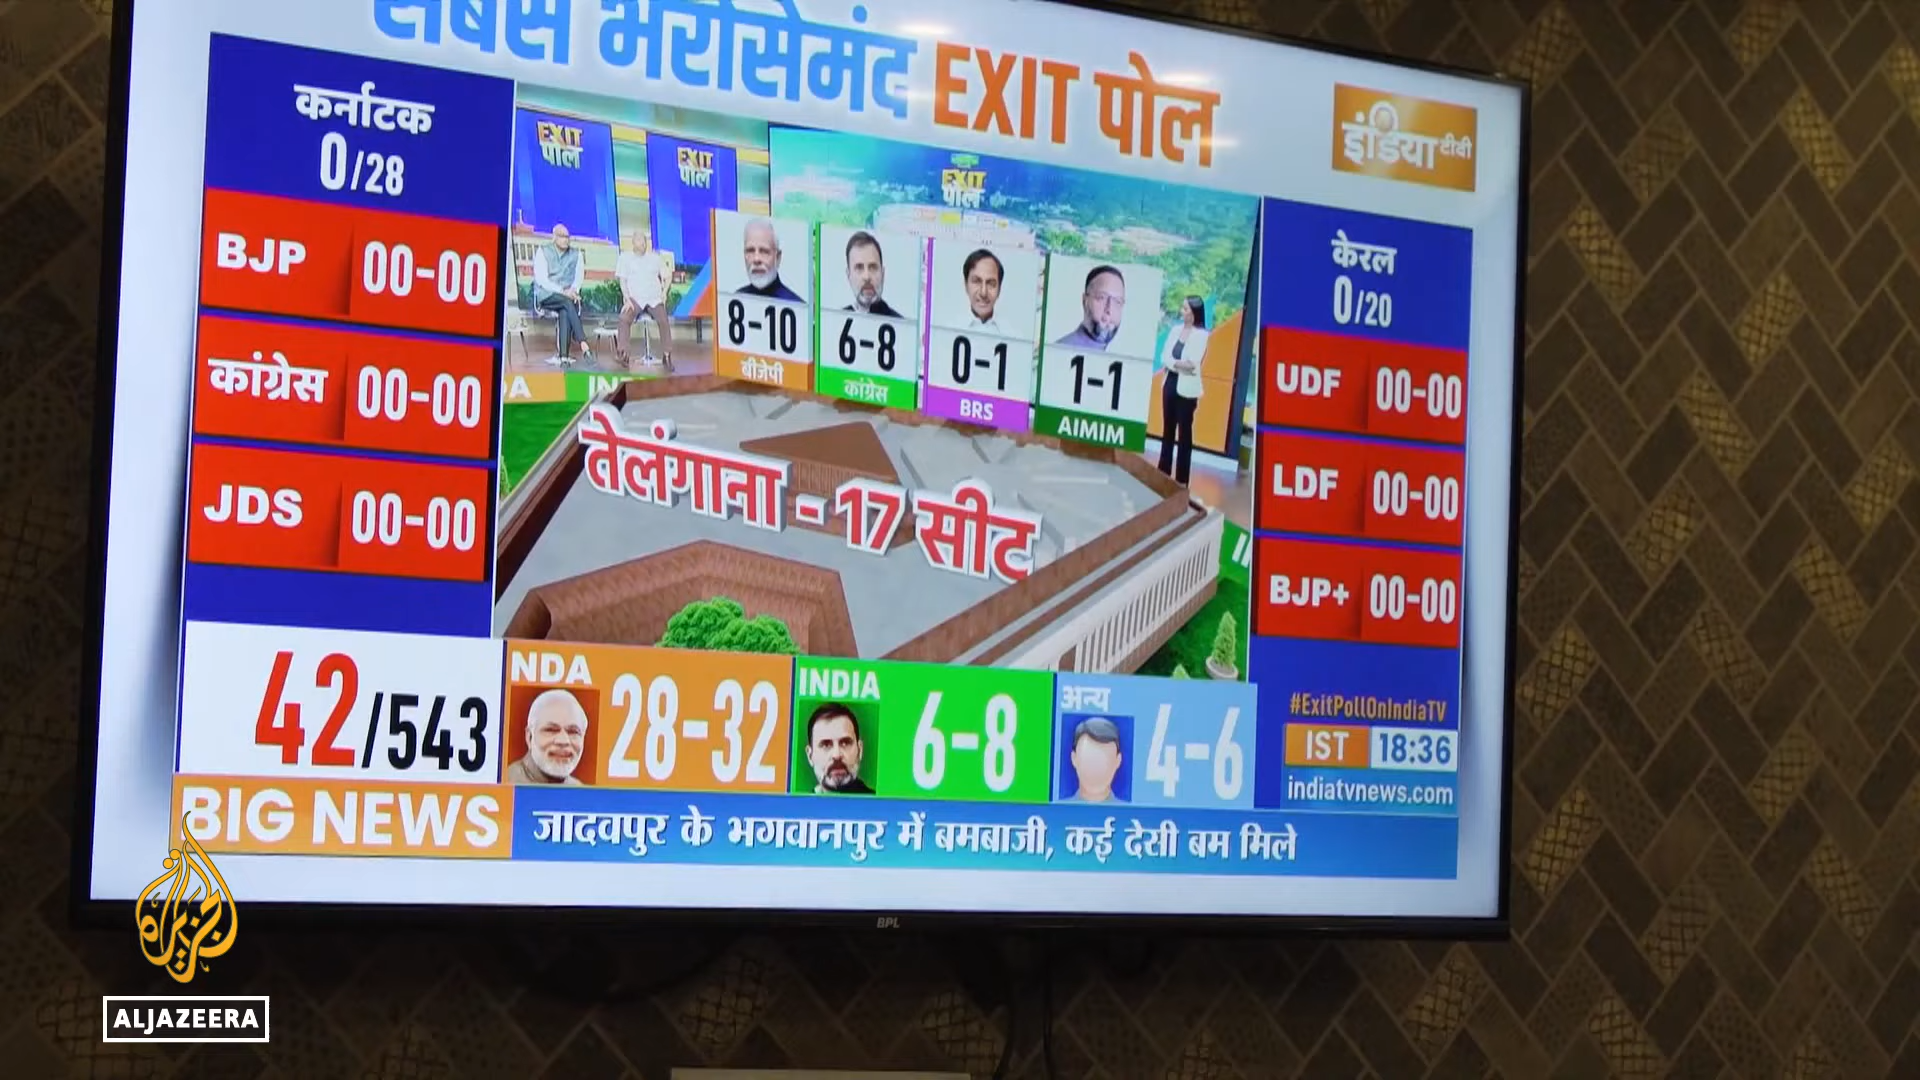 सबसे भरोसेमंद EXIT पोल
इंडिया टीवी
कर्नाटक
0/28
BJP 00-00
कांग्रेस 00-00
JDS 00-00
EXIT
पोल
EXIT
पोल
EXIT
पोल
8-10
बीजेपी
6-8
कांग्रेस
0-1
BRS
1-1
AIMIM
तेलंगाना - 17 सीट
केरल
0/20
UDF 00-00
LDF 00-00
BJP+ 00-00
42/543
NDA
28-32
INDIA
6-8
अन्य
4-6
#ExitPollOnIndiaTV
IST 18:36
indiatvnews.com
BIG NEWS
जादवपुर के भगवानपुर में बमबाजी, कई देसी बम मिले
BPL
الجزيرة
ALJAZEERA